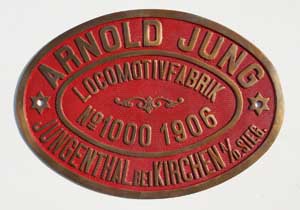 ARNOLD JUNG
LOCOMOTIVFABRIK
No 1000 1906
JUNGENTHAL BEI KIRCHEN A/D. SIEG.